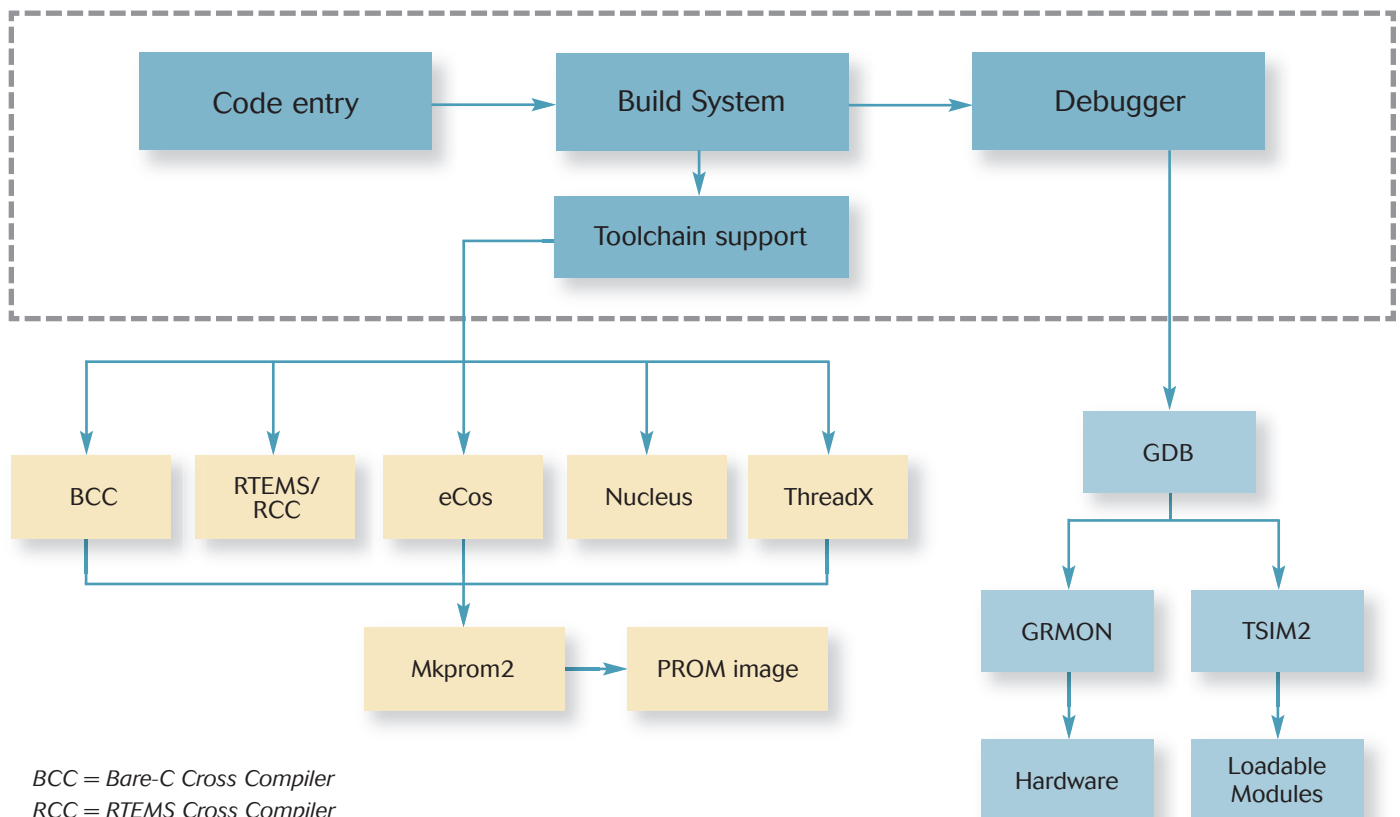 Code entry
Build System
Debugger
Toolchain support
BCC
RTEMS/
RCC
eCos
Nucleus
ThreadX
GDB
Mkprom2
PROM image
GRMON
TSIM2
Hardware
Loadable
Modules
BCC = Bare-C Cross Compiler
RCC = RTEMS Cross Compiler